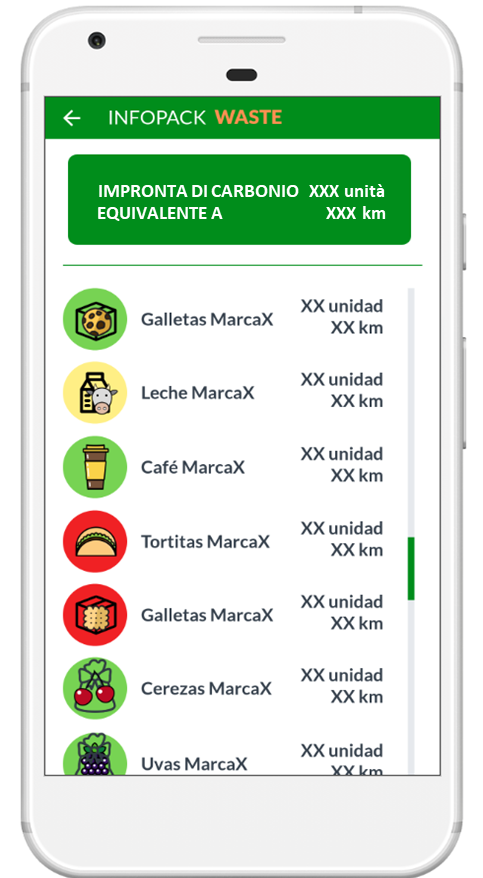 INFOPACK WASTE
IMPRONTA DI CARBONIO XXX unità
EQUIVALENTE A XXX km
Galletas MarcaX XX unidad
XX km
Leche MarcaX XX unidad
XX km
Café MarcaX XX unidad
XX km
Tortitas MarcaX XX unidad
XX km
Galletas MarcaX XX unidad
XX km
Cerezas MarcaX XX unidad
XX km
Uvas MarcaX XX unidad
XX km